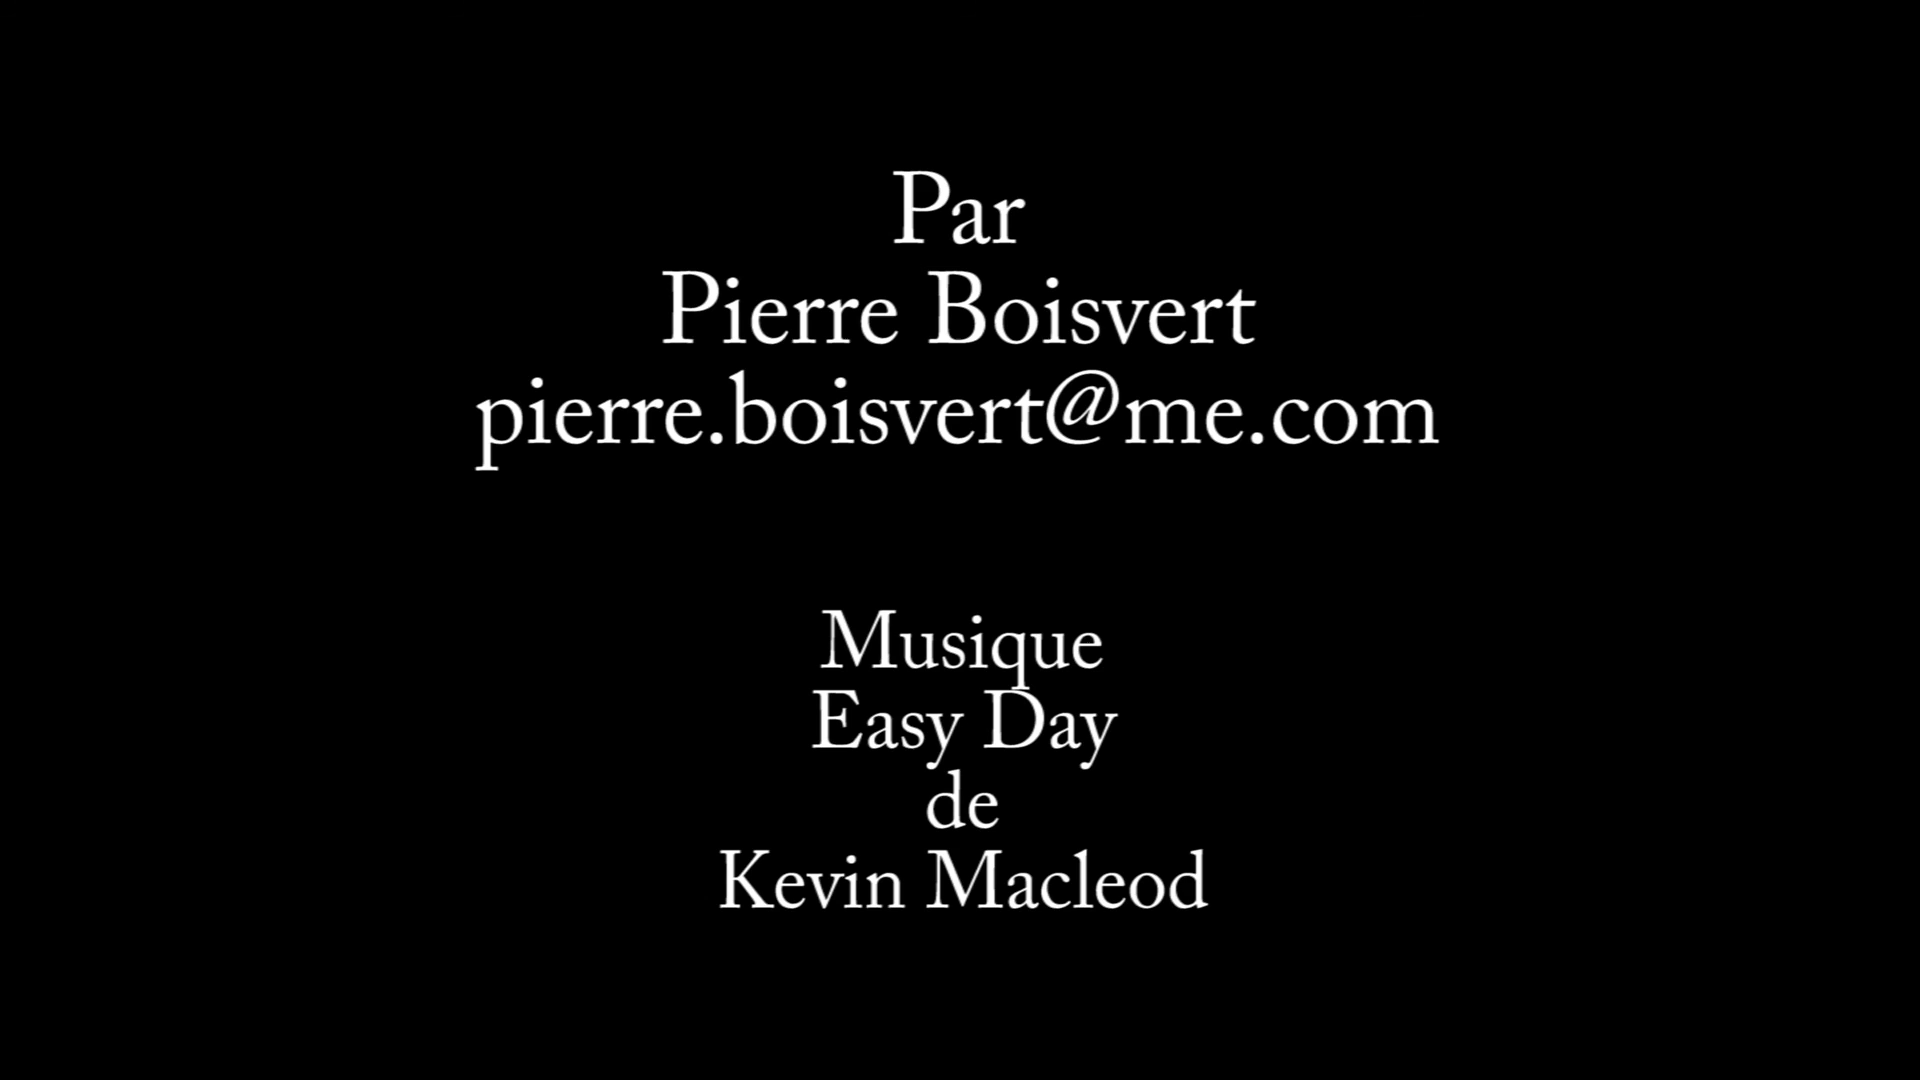 Par
Pierre Boisvert
pierre.boisvert@me.com
Musique
Easy Day
de
Kevin Macleod